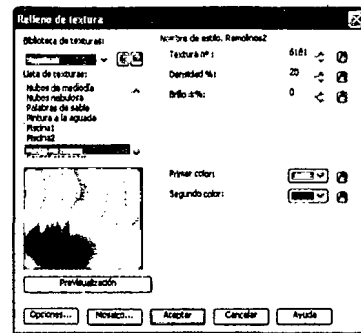 Relleno de textura
Biblioteca de texturas:
Nombre de estilo. Remolinos2
Textura nº:
6181
Densidad %:
20
Brillo ±%:
0
Lista de texturas:
Nubes de mediodía
Nubes nebulosa
Palabras de sable
Pintura a la aguada
Piscina1
Piscina2
Primer color:
Segundo color:
PreVisualización
Opciones...
Mosaico...
Aceptar
Cancelar
Ayuda